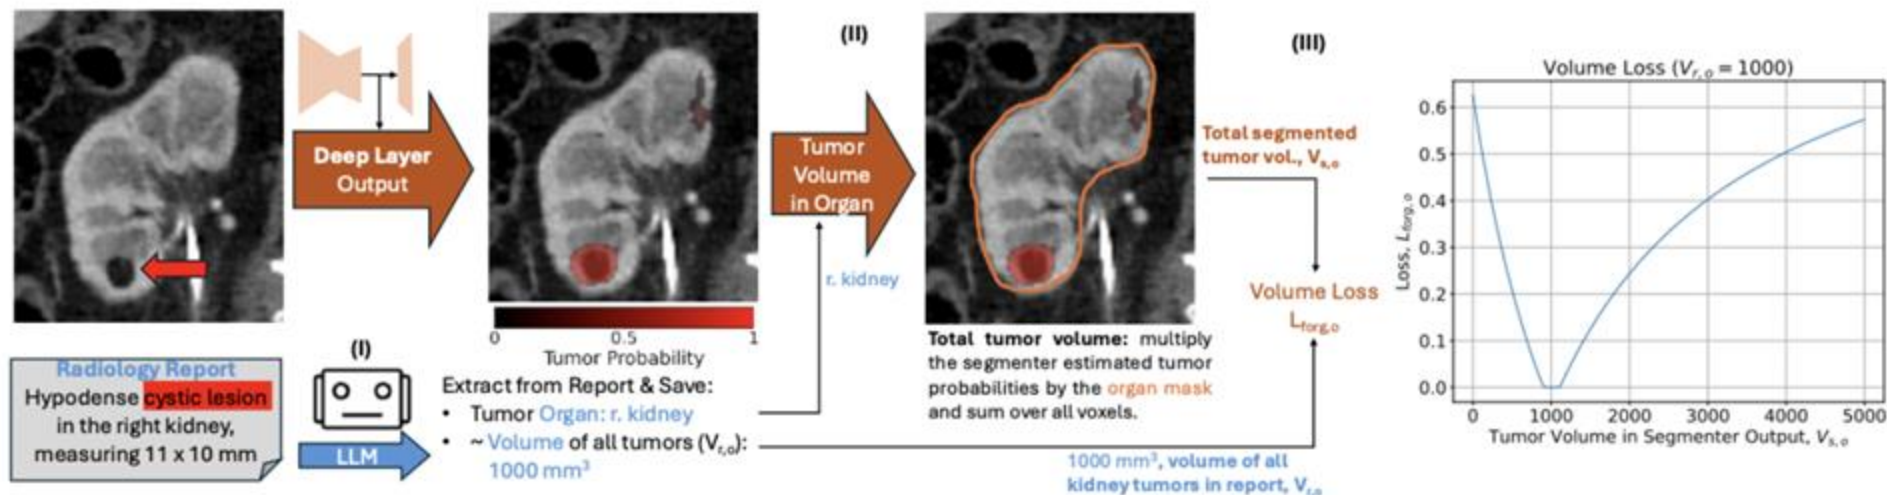 Radiology Report
Hypodense cystic lesion
in the right kidney,
measuring 11 x 10 mm
(I)
LLM
Deep Layer
Output
0 0.5 1
Tumor Probability
Extract from Report & Save:
• Tumor Organ: r. kidney
• ~ Volume of all tumors (Vr,o):
1000 mm³
(II)
Tumor
Volume
in Organ
r. kidney
Total tumor volume: multiply
the segmenter estimated tumor
probabilities by the organ mask
and sum over all voxels.
(III)
Total segmented
tumor vol., Vs,o
Volume Loss
Lforg,o
1000 mm³, volume of all
kidney tumors in report, Vr,o
Volume Loss (Vr,o = 1000)
Loss, Lforg,o
0.6
0.5
0.4
0.3
0.2
0.1
0.0
0 1000 2000 3000 4000 5000
Tumor Volume in Segmenter Output, Vs,o